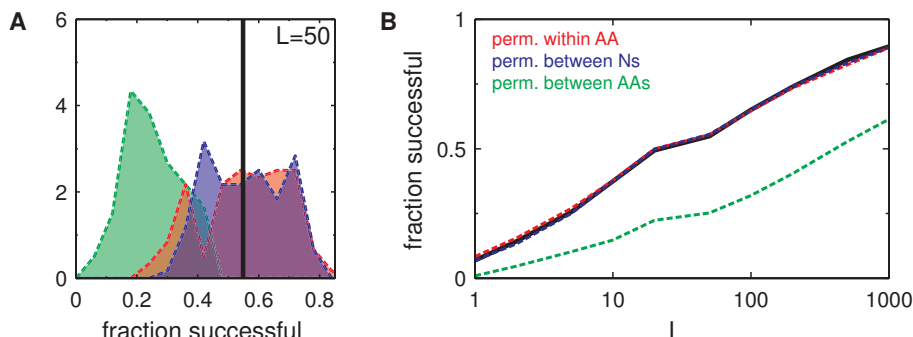 A
6
4
2
0
L=50
0 0.2 0.4 0.6 0.8
fraction successful
B
1
0.5
0
fraction successful
perm. within AA
perm. between Ns
perm. between AAs
1 10 100 1000